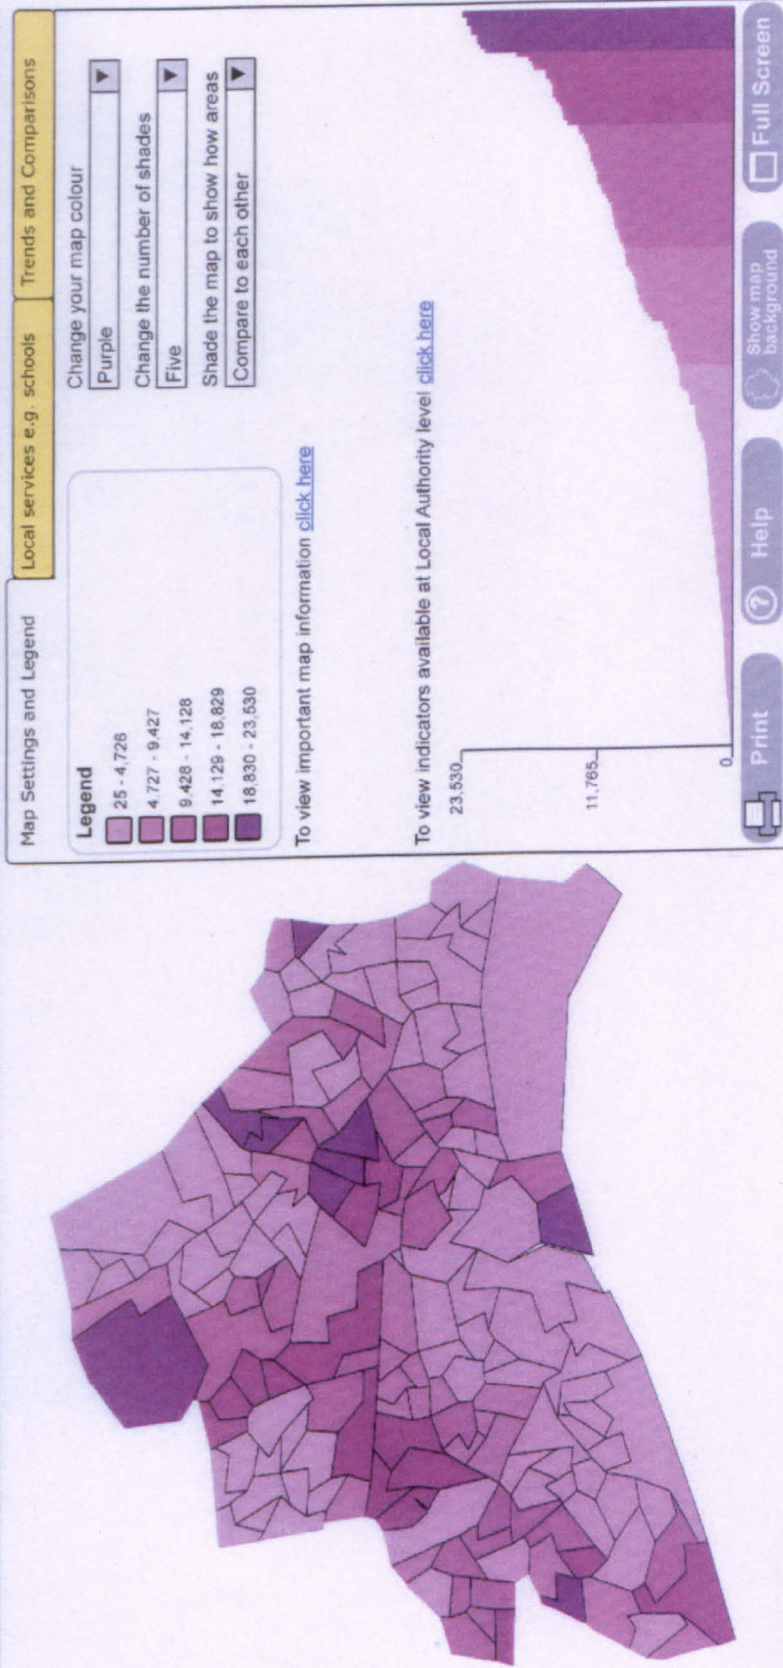 Map Settings and Legend
Local services e.g. schools
Trends and Comparisons
Legend
25 - 4,726
4,727 - 9,427
9,428 - 14,128
14,129 - 18,829
18,830 - 23,530
Change your map colour
Purple
Change the number of shades
Five
Shade the map to show how areas
Compare to each other
To view important map information click here
To view indicators available at Local Authority level click here
23,530
11,765
0
Print
? Help
Show map
background
Full Screen